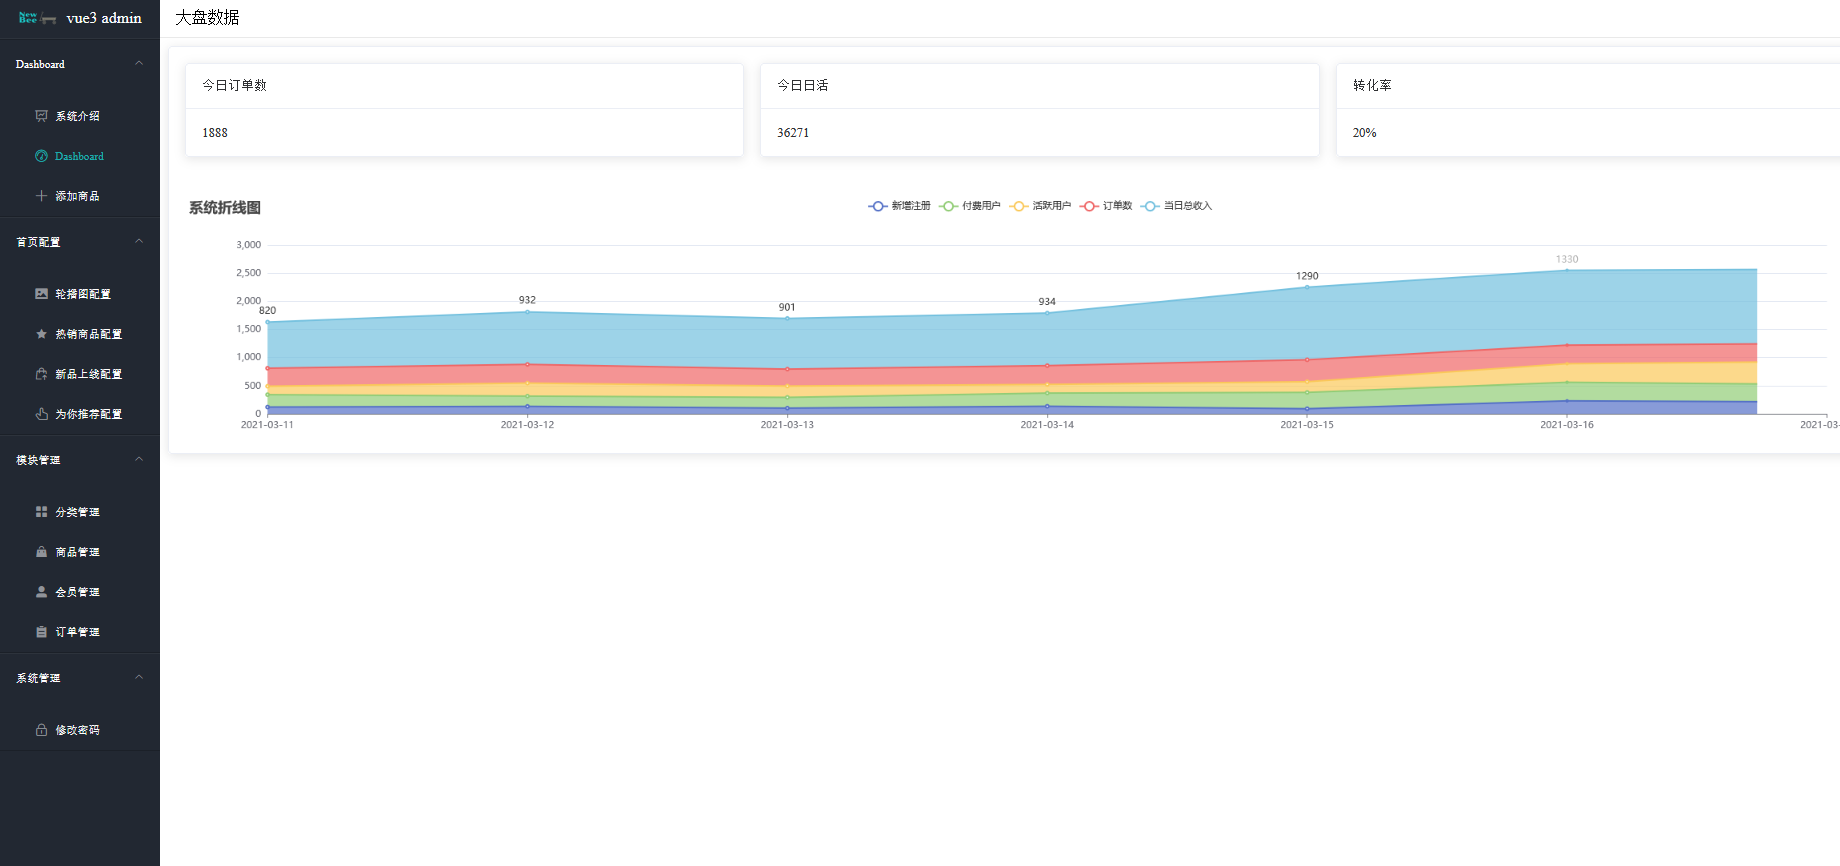 New
Bee
vue3 admin
Dashboard
系统介绍
Dashboard
添加商品
首页配置
轮播图配置
热销商品配置
新品上线配置
为你推荐配置
模块管理
分类管理
商品管理
会员管理
订单管理
系统管理
修改密码
大盘数据
今日订单数
1888
今日日活
36271
转化率
20%
系统折线图
新增注册 付费用户 活跃用户 订单数 当日总收入
3,000
2,500
2,000
1,500
1,000
500
0
820
932
901
934
1290
1330
2021-03-11
2021-03-12
2021-03-13
2021-03-14
2021-03-15
2021-03-16
2021-03-